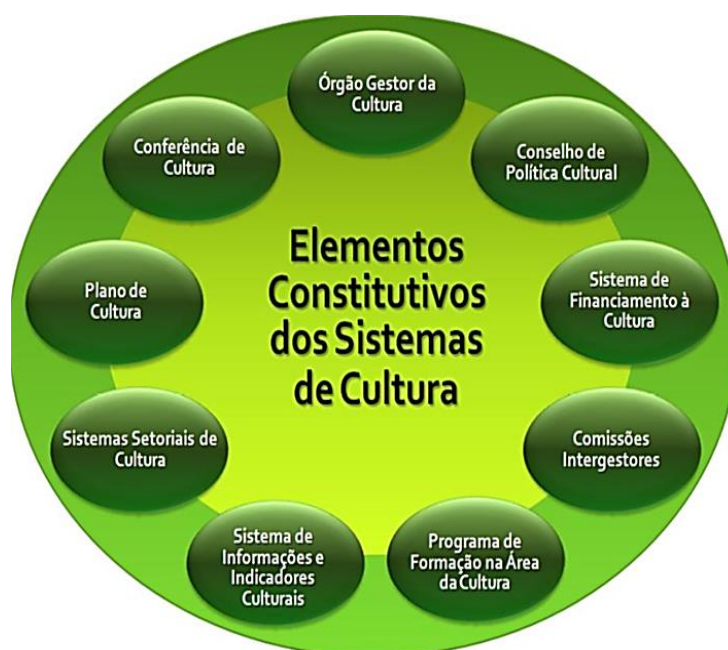 Órgão Gestor da
Cultura
Conselho de
Política Cultural
Sistema de
Financiamento à
Cultura
Comissões
Intergestores
Programa de
Formação na Área
da Cultura
Sistema de
Informações e
Indicadores
Culturais
Sistemas Setoriais de
Cultura
Plano de
Cultura
Conferência de
Cultura
Elementos
Constitutivos
dos Sistemas
de Cultura